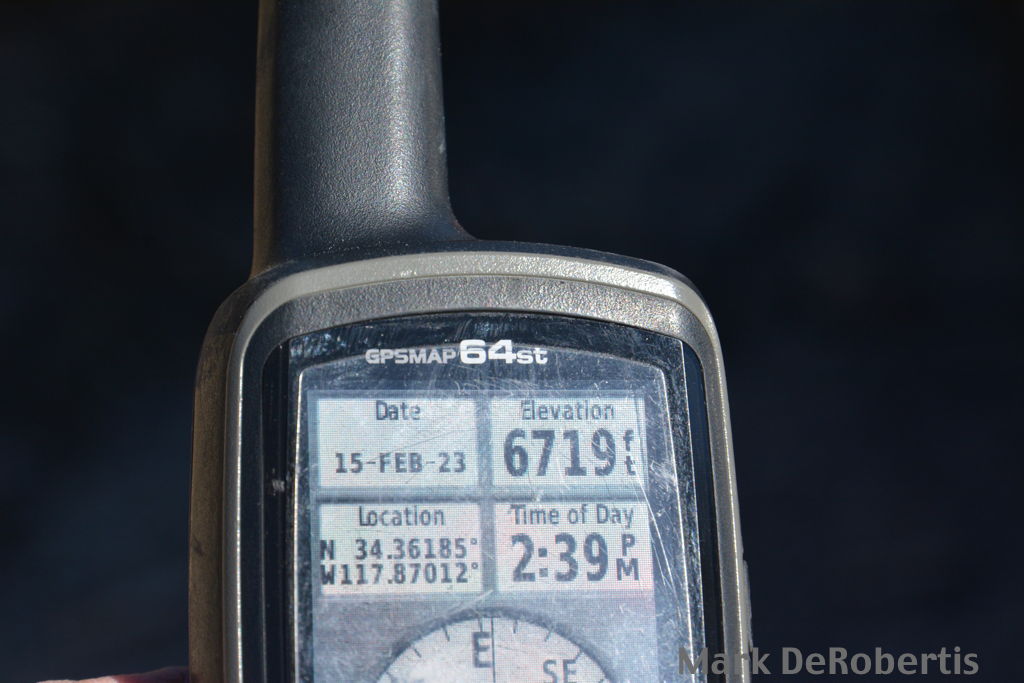 GPSMAP 64st
Date
15-FEB-23
Elevation
6719 ft
Location
N 34.36185°
W117.87012°
Time of Day
2:39 PM
E
SE
Mark DeRobertis